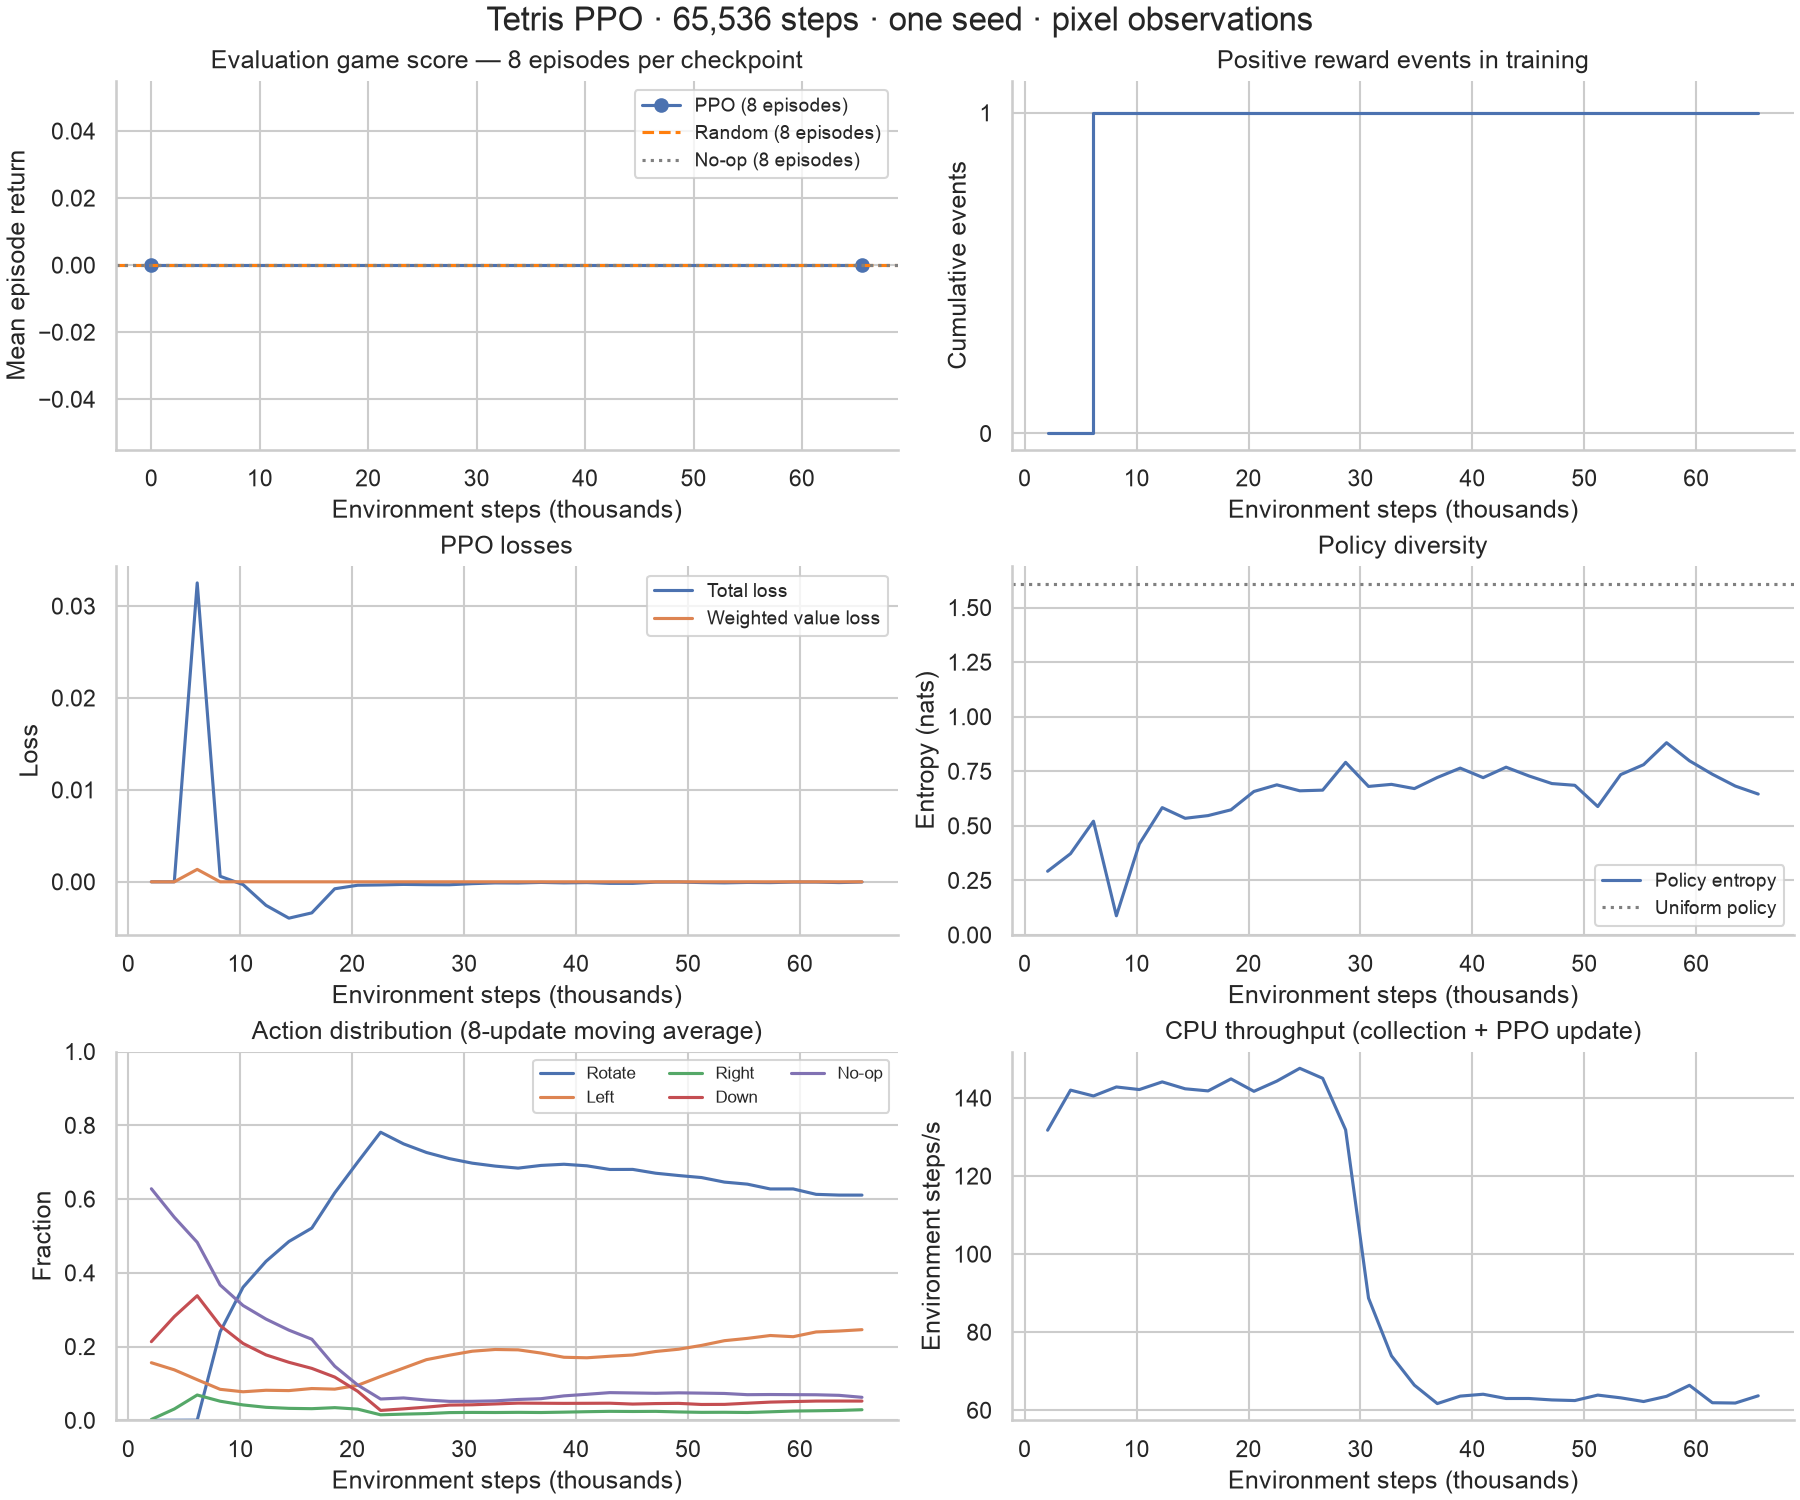 Tetris PPO · 65,536 steps · one seed · pixel observations
Evaluation game score — 8 episodes per checkpoint
Mean episode return
0.04
0.02
0.00
−0.02
−0.04
PPO (8 episodes)
Random (8 episodes)
No-op (8 episodes)
0 10 20 30 40 50 60
Environment steps (thousands)
Positive reward events in training
Cumulative events
1
0
0 10 20 30 40 50 60
Environment steps (thousands)
PPO losses
Loss
0.03
0.02
0.01
0.00
Total loss
Weighted value loss
0 10 20 30 40 50 60
Environment steps (thousands)
Policy diversity
Entropy (nats)
1.50
1.25
1.00
0.75
0.50
0.25
0.00
Policy entropy
Uniform policy
0 10 20 30 40 50 60
Environment steps (thousands)
Action distribution (8-update moving average)
Fraction
1.0
0.8
0.6
0.4
0.2
0.0
Rotate Right No-op
Left Down
0 10 20 30 40 50 60
Environment steps (thousands)
CPU throughput (collection + PPO update)
Environment steps/s
140
120
100
80
60
0 10 20 30 40 50 60
Environment steps (thousands)